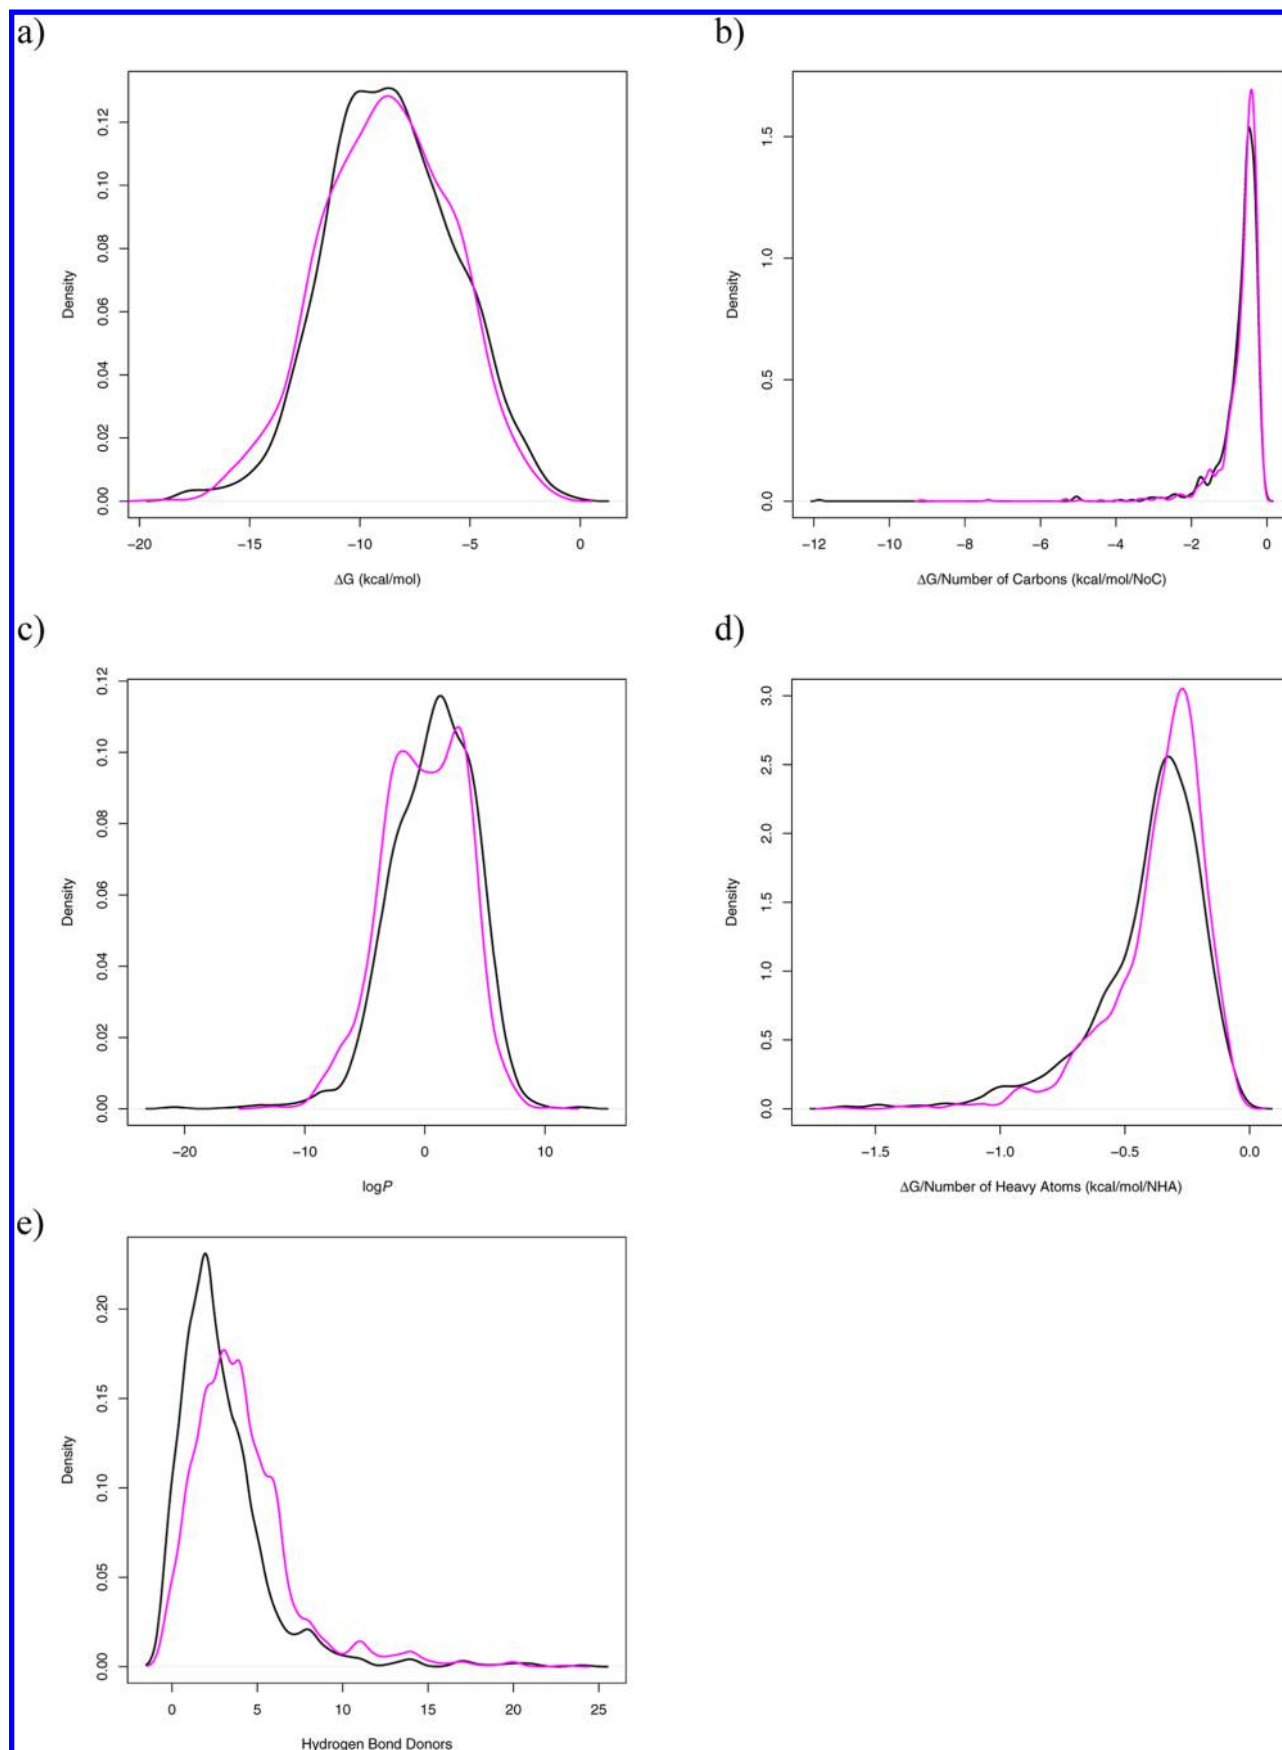 a)
b)
Density
0.00 0.02 0.04 0.06 0.08 0.10 0.12
−20 −15 −10 −5 0
ΔG (kcal/mol)
Density
0.0 0.5 1.0 1.5
−12 −10 −8 −6 −4 −2 0
ΔG/Number of Carbons (kcal/mol/NoC)
c)
d)
Density
0.00 0.02 0.04 0.06 0.08 0.10 0.12
−20 −10 0 10
logP
Density
0.0 0.5 1.0 1.5 2.0 2.5 3.0
−1.5 −1.0 −0.5 0.0
ΔG/Number of Heavy Atoms (kcal/mol/NHA)
e)
Density
0.00 0.05 0.10 0.15 0.20
0 5 10 15 20 25
Hydrogen Bond Donors